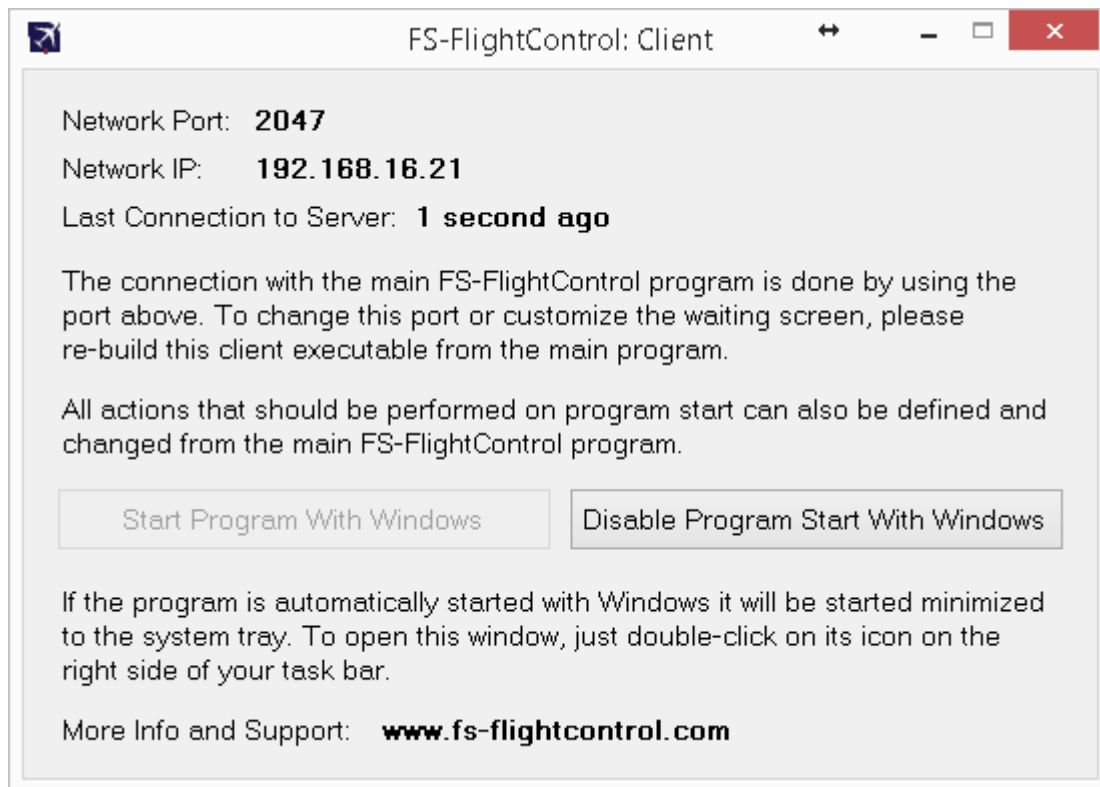 FS-FlightControl: Client
Network Port: 2047
Network IP: 192.168.16.21
Last Connection to Server: 1 second ago
The connection with the main FS-FlightControl program is done by using the
port above. To change this port or customize the waiting screen, please
re-build this client executable from the main program.
All actions that should be performed on program start can also be defined and
changed from the main FS-FlightControl program.
Start Program With Windows
Disable Program Start With Windows
If the program is automatically started with Windows it will be started minimized
to the system tray. To open this window, just double-click on its icon on the
right side of your task bar.
More Info and Support: www.fs-flightcontrol.com